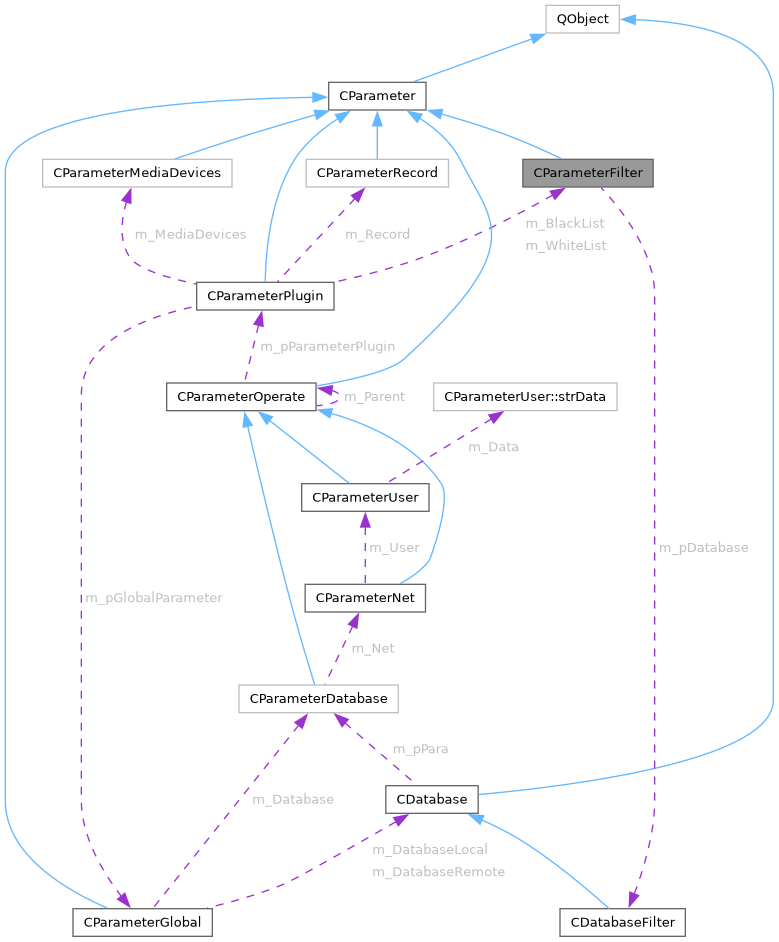 QObject
CParameter
CParameterMediaDevices
CParameterRecord
CParameterFilter
m_BlackList
m_WhiteList
m_MediaDevices
m_Record
CParameterPlugin
m_pParameterPlugin
CParameterOperate
m_Parent
CParameterUser::strData
m_Data
CParameterUser
m_User
m_pDatabase
m_pGlobalParameter
CParameterNet
m_Net
CParameterDatabase
m_pPara
m_Database
CDatabase
m_DatabaseLocal
m_DatabaseRemote
CParameterGlobal
CDatabaseFilter